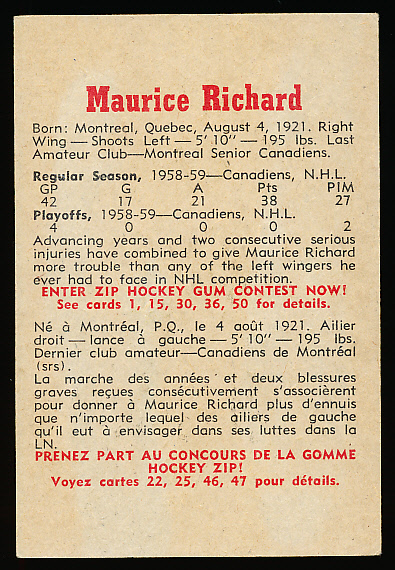 Maurice Richard
Born: Montreal, Quebec, August 4, 1921. Right
Wing — Shoots Left — 5' 10" — 195 lbs. Last
Amateur Club—Montreal Senior Canadiens.
Regular Season, 1958-59—Canadiens, N.H.L.
GP G A Pts PIM
42 17 21 38 27
Playoffs, 1958-59—Canadiens, N.H.L.
4 0 0 0 2
Advancing years and two consecutive serious
injuries have combined to give Maurice Richard
more trouble than any of the left wingers he
ever had to face in NHL competition.
ENTER ZIP HOCKEY GUM CONTEST NOW!
See cards 1, 15, 30, 36, 50 for details.
Né à Montréal, P.Q., le 4 août 1921. Ailier
droit — lance à gauche — 5' 10" — 195 lbs.
Dernier club amateur—Canadiens de Montréal
(srs).
La marche des années et deux blessures
graves reçues consécutivement s'associèrent
pour donner à Maurice Richard plus d'ennuis
que n'importe lequel des ailiers de gauche
qu'il eut à envisager dans ses luttes dans la
LN.
PRENEZ PART AU CONCOURS DE LA GOMME
HOCKEY ZIP!
Voyez cartes 22, 25, 46, 47 pour détails.